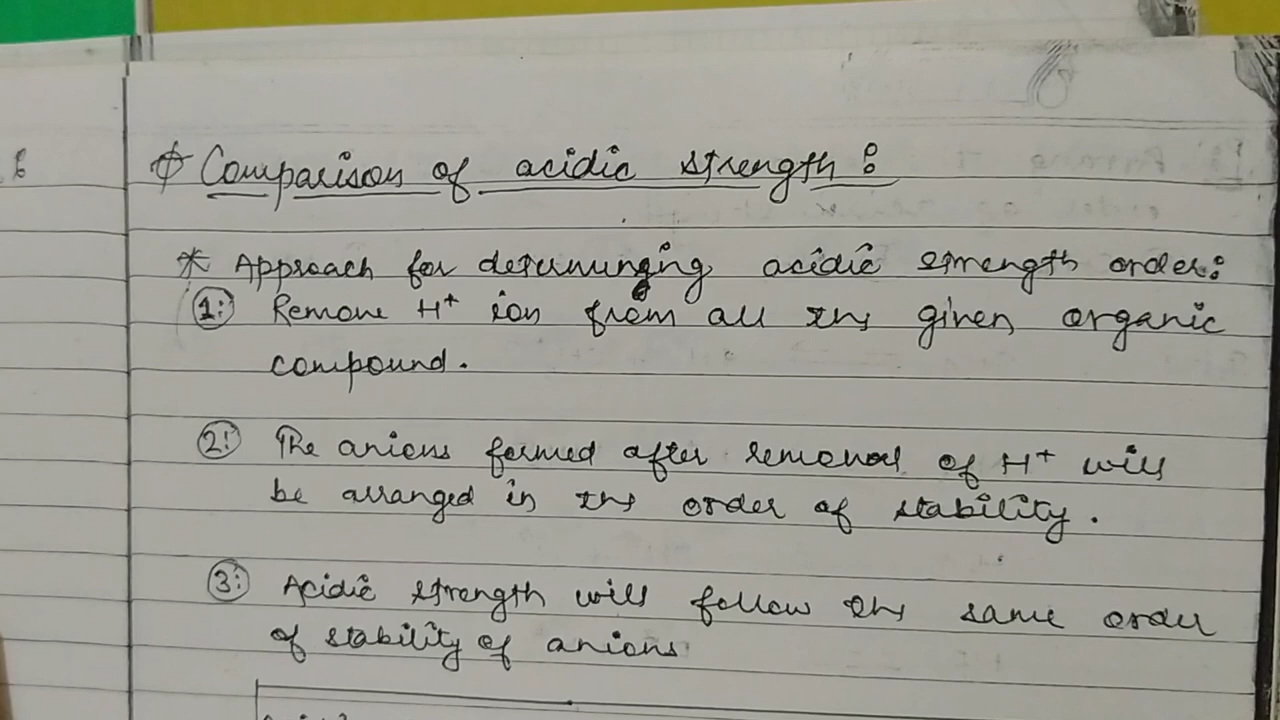 Comparison of acidic strength :
* Approach for determinging acidic strength order:
1: Remove H+ ion from all the given organic
compound.
2: The anions formed after removal of H+ will
be arranged in the order of stability.
3: Acidic strength will follow the same order
of stability of anions